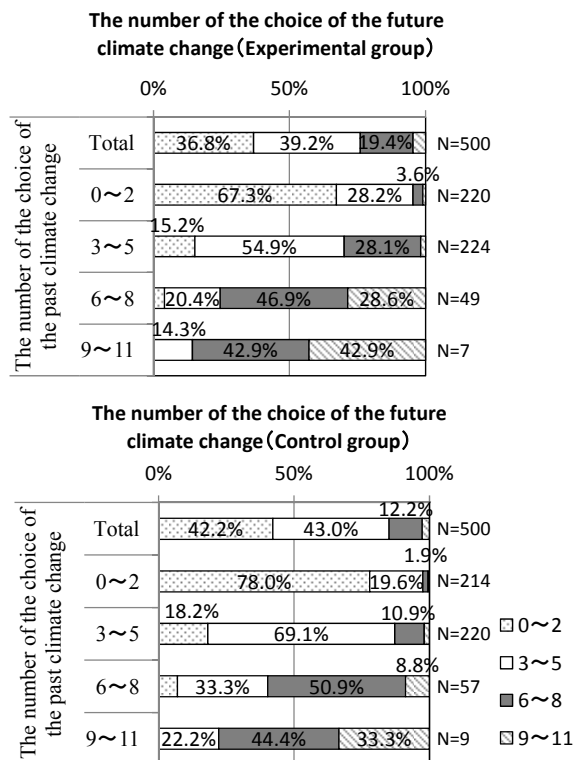 The number of the choice of the future
climate change(Experimental group)
0% 50% 100%
The number of the choice of
the past climate change
Total 36.8% 39.2% 19.4% N=500
3.6%
0～2 67.3% 28.2% N=220
15.2%
3～5 54.9% 28.1% N=224
6～8 20.4% 46.9% 28.6% N=49
14.3%
9～11 42.9% 42.9% N=7
The number of the choice of the future
climate change(Control group)
0% 50% 100%
The number of the choice of
the past climate change
12.2%
Total 42.2% 43.0% N=500
1.9%
0～2 78.0% 19.6% N=214
18.2% 10.9%
3～5 69.1% N=220
8.8%
6～8 33.3% 50.9% N=57
9～11 22.2% 44.4% 33.3% N=9
0～2
3～5
6～8
9～11